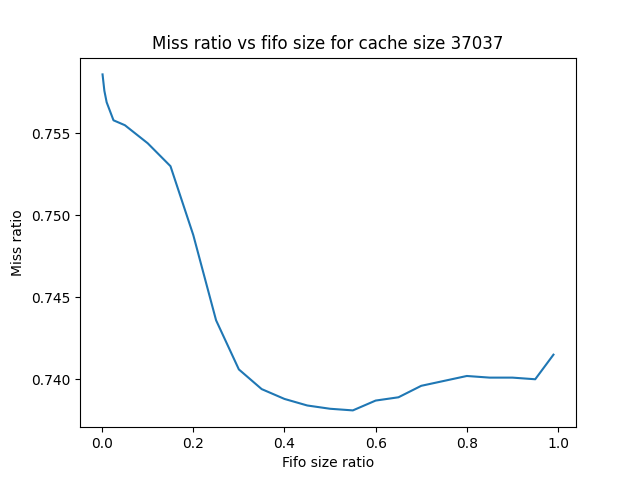 Miss ratio vs fifo size for cache size 37037
0.755
0.750
0.745
0.740
Miss ratio
0.0 0.2 0.4 0.6 0.8 1.0
Fifo size ratio